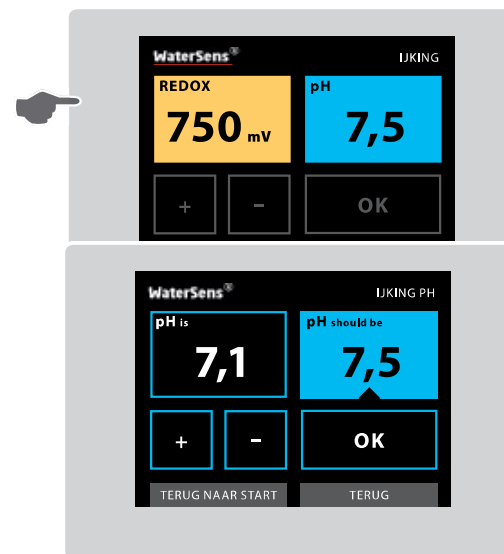 WaterSens® IJKING
REDOX pH
750 mV 7,5
+ - OK
WaterSens® IJKING PH
pH is pH should be
7,1 7,5
+ - OK
TERUG NAAR START TERUG